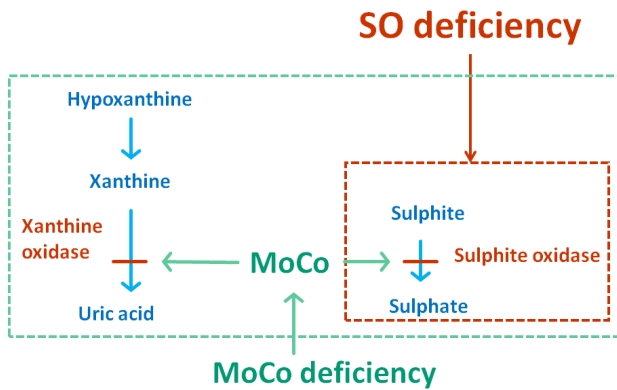 SO deficiency
Hypoxanthine
Xanthine
Xanthine
oxidase
Uric acid
MoCo
Sulphite
Sulphite oxidase
Sulphate
MoCo deficiency